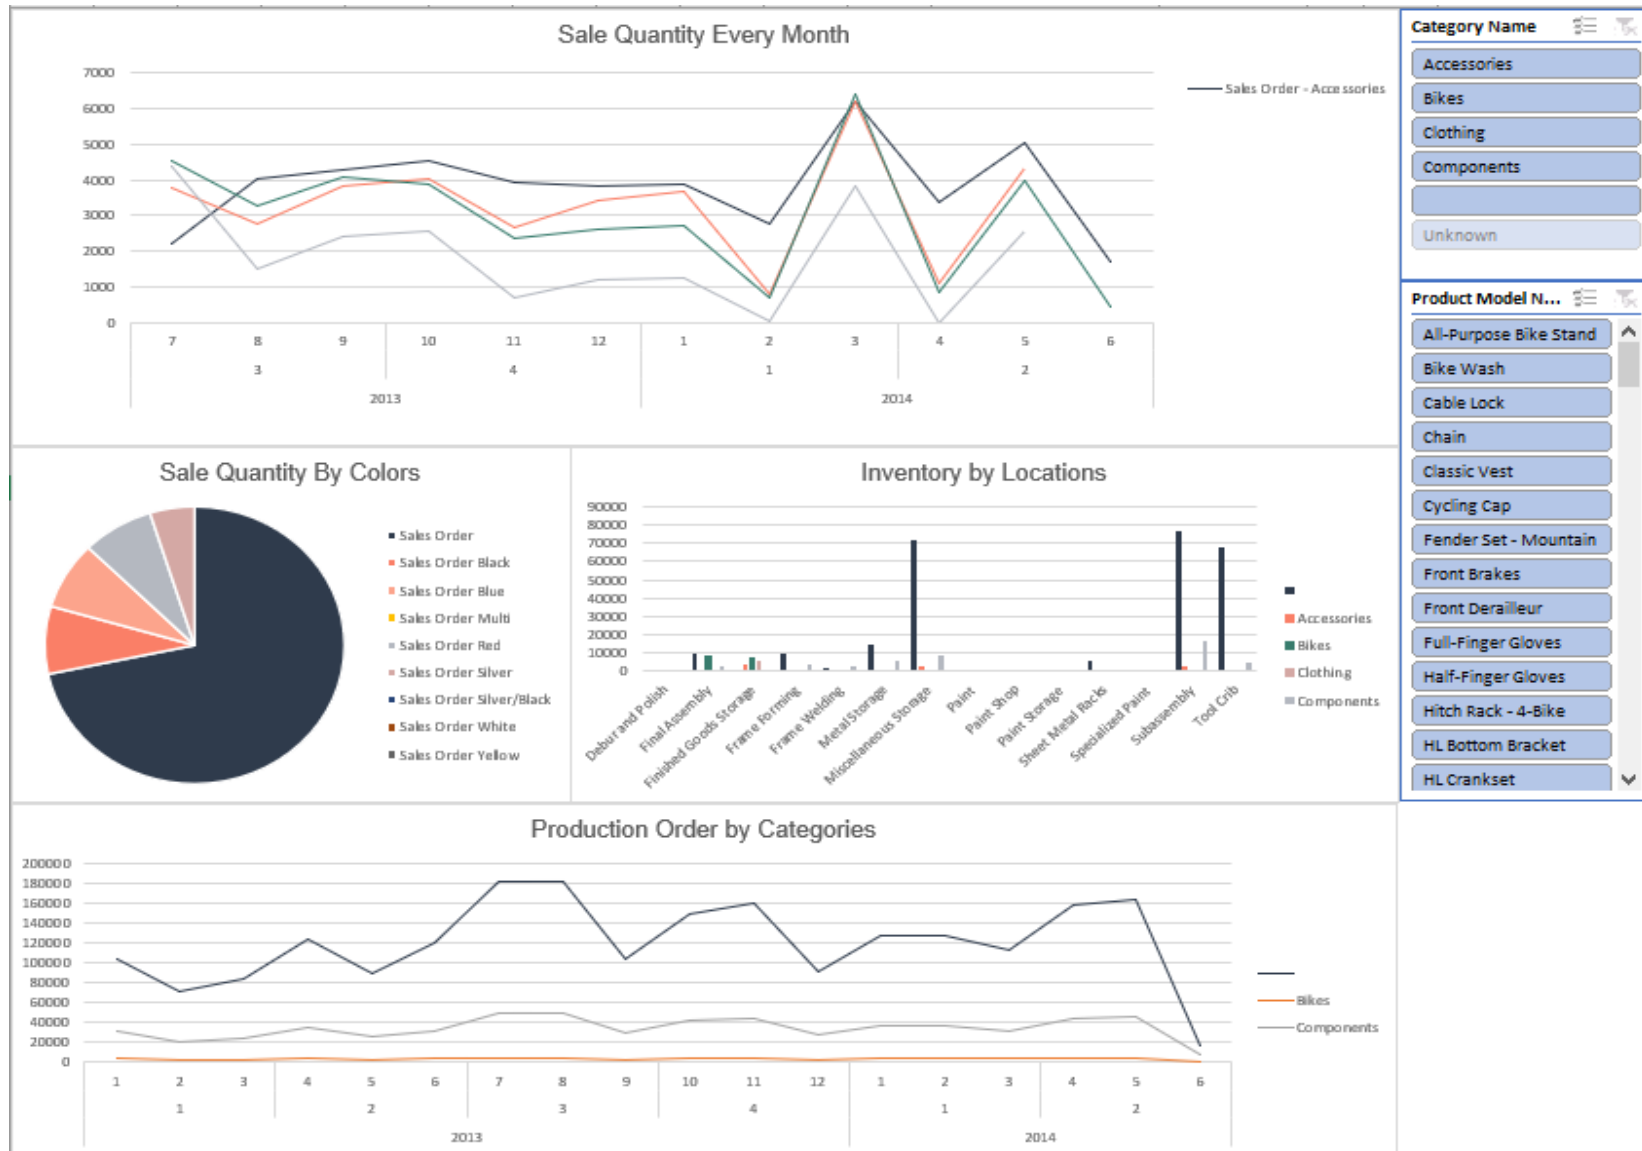 Sale Quantity Every Month
7000
6000
5000
4000
3000
2000
1000
0
7 8 9 10 11 12 1 2 3 4 5 6
3 4 1 2
2013 2014
Sales Order - Accessories
Category Name
Accessories
Bikes
Clothing
Components
Unknown
Product Model N...
All-Purpose Bike Stand
Bike Wash
Cable Lock
Chain
Classic Vest
Cycling Cap
Fender Set - Mountain
Front Brakes
Front Derailleur
Full-Finger Gloves
Half-Finger Gloves
Hitch Rack - 4-Bike
HL Bottom Bracket
HL Crankset
Sale Quantity By Colors
Sales Order
Sales Order Black
Sales Order Blue
Sales Order Multi
Sales Order Red
Sales Order Silver
Sales Order Silver/Black
Sales Order White
Sales Order Yellow
Inventory by Locations
90000
80000
70000
60000
50000
40000
30000
20000
10000
0
Debur and Polish
Final Assembly
Finished Goods Storage
Frame Forming
Frame Welding
Metal Storage
Miscellaneous Storage
Paint
Paint Shop
Paint Storage
Sheet Metal Racks
Specialized Paint
Subassembly
Tool Crib
Accessories
Bikes
Clothing
Components
Production Order by Categories
200000
180000
160000
140000
120000
100000
80000
60000
40000
20000
0
1 2 3 4 5 6 7 8 9 10 11 12 1 2 3 4 5 6
1 2 3 4 1 2
2013 2014
Bikes
Components